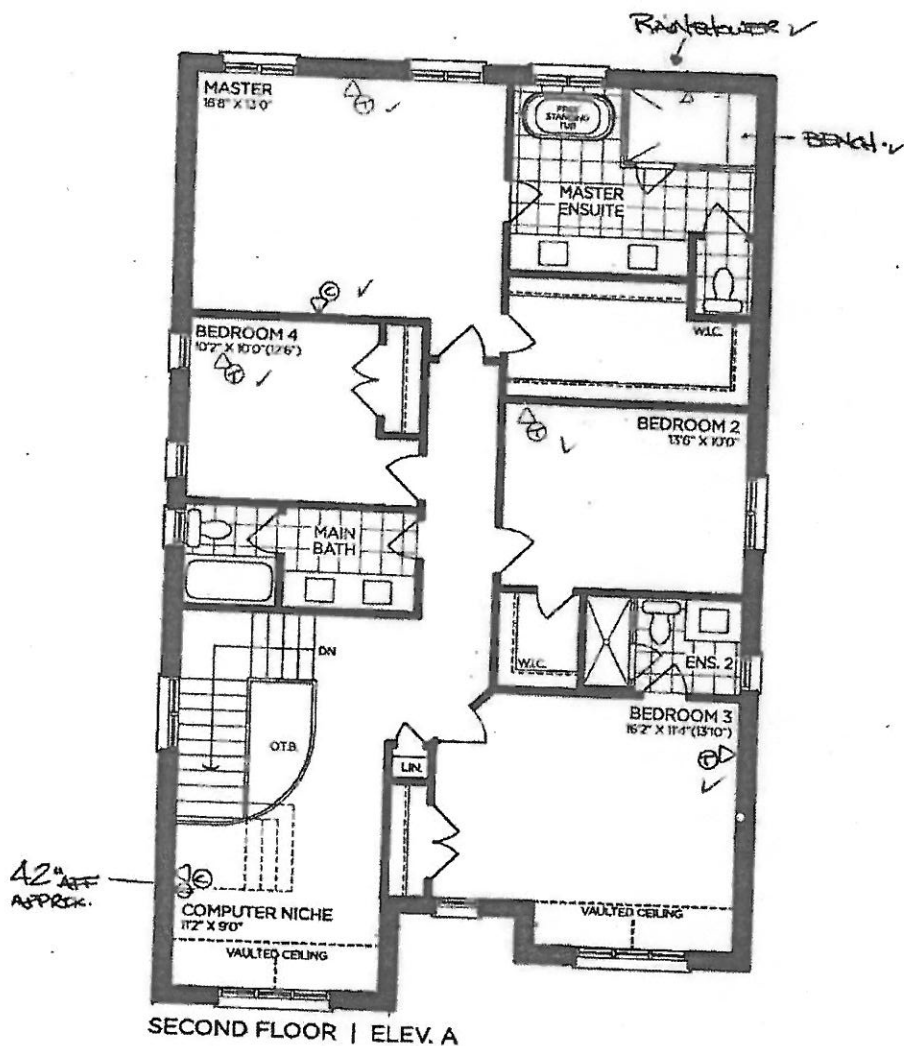 RAINSHOWER ✓
MASTER
16'8" X 13'0"
T ✓
FREE
STANDING
TUB
BENCH ✓
MASTER
ENSUITE
C ✓
W.I.C.
BEDROOM 4
10'2" X 10'0" (12'6")
T ✓
BEDROOM 2
13'6" X 10'0"
T ✓
MAIN
BATH
DN
W.I.C.
ENS. 2
BEDROOM 3
16'2" X 11'4" (13'10")
T ✓
O.T.B.
LIN.
42" AFF
APPROX.
C
COMPUTER NICHE
11'2" X 9'0"
VAULTED CEILING
VAULTED CEILING
SECOND FLOOR | ELEV. A